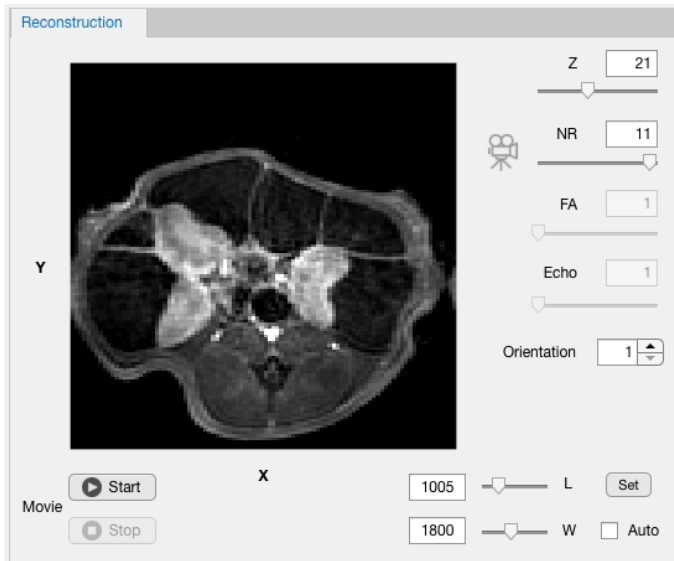 Reconstruction
Z 21
NR 11
FA 1
Echo 1
Orientation 1
Y
X
Movie
Start
Stop
1005 L Set
1800 W Auto